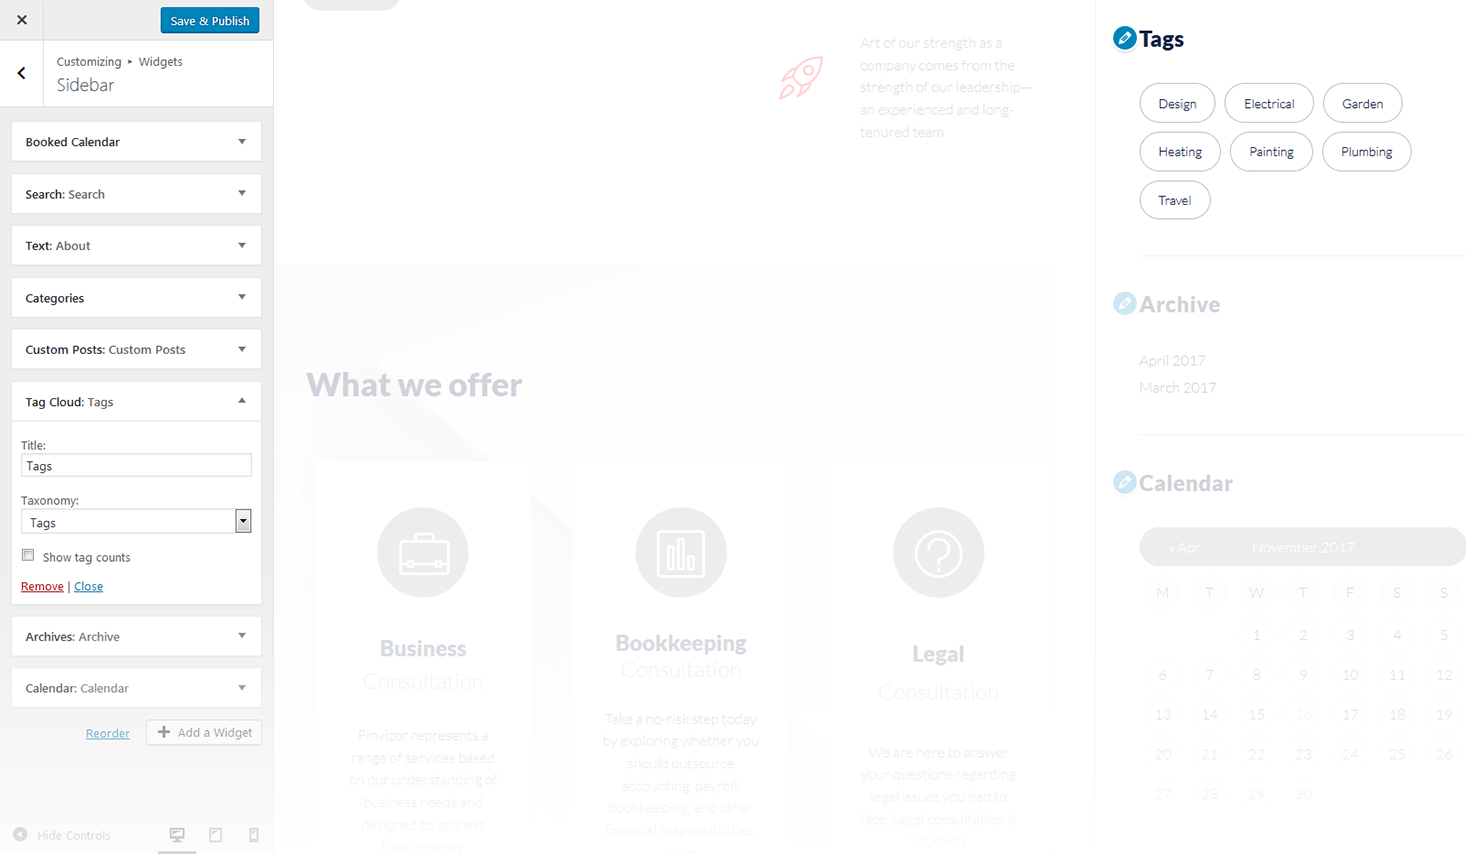 Save & Publish
Customizing ▸ Widgets
Sidebar
Booked Calendar
Search: Search
Text: About
Categories
Custom Posts: Custom Posts
Tag Cloud: Tags
Title:
Tags
Taxonomy:
Tags
Show tag counts
Remove | Close
Archives: Archive
Calendar: Calendar
Reorder
Add a Widget
Hide Controls
Art of our strength as a
company comes from the
strength of our leadership—
an experienced and long-
tenured team
What we offer
Business
Consultation
Finvizor represents a
range of services based
on our understanding of
business needs and
designed to address
them directly
Bookkeeping
Consultation
Take a no-risk step today
by exploring whether you
should outsource
accounting, payroll,
bookkeeping, and other
financial responsibilities.
Legal
Consultation
We are here to answer
your questions regarding
legal issues you had to
face. Legal consultation is
your way
Tags
Design Electrical Garden
Heating Painting Plumbing
Travel
Archive
April 2017
March 2017
Calendar
« Apr November 2017
M T W T F S S
1 2 3 4 5
6 7 8 9 10 11 12
13 14 15 16 17 18 19
20 21 22 23 24 25 26
27 28 29 30